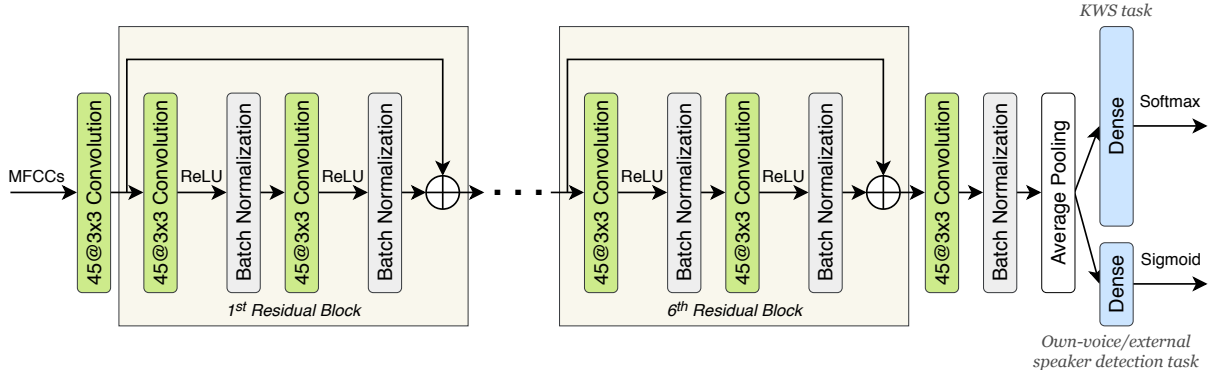 KWS task
MFCCs
45@3x3 Convolution
45@3x3 Convolution
ReLU
Batch Normalization
45@3x3 Convolution
ReLU
Batch Normalization
1st Residual Block
. . .
45@3x3 Convolution
ReLU
Batch Normalization
45@3x3 Convolution
ReLU
Batch Normalization
6th Residual Block
45@3x3 Convolution
Batch Normalization
Average Pooling
Dense
Softmax
Dense
Sigmoid
Own-voice/external
speaker detection task